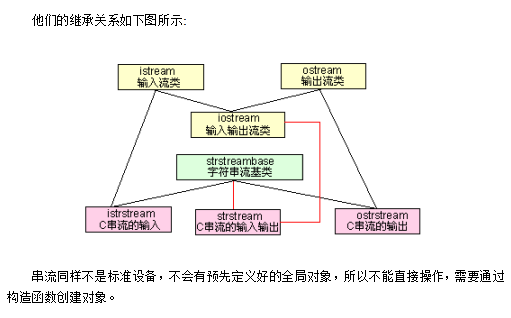 他们的继承关系如下图所示:
istream
输入流类
ostream
输出流类
iostream
输入输出流类
strstreambase
字符串流基类
istrstream
C串流的输入
strstream
C串流的输入输出
ostrstream
C串流的输出
串流同样不是标准设备，不会有预先定义好的全局对象，所以不能直接操作，需要通过
构造函数创建对象。